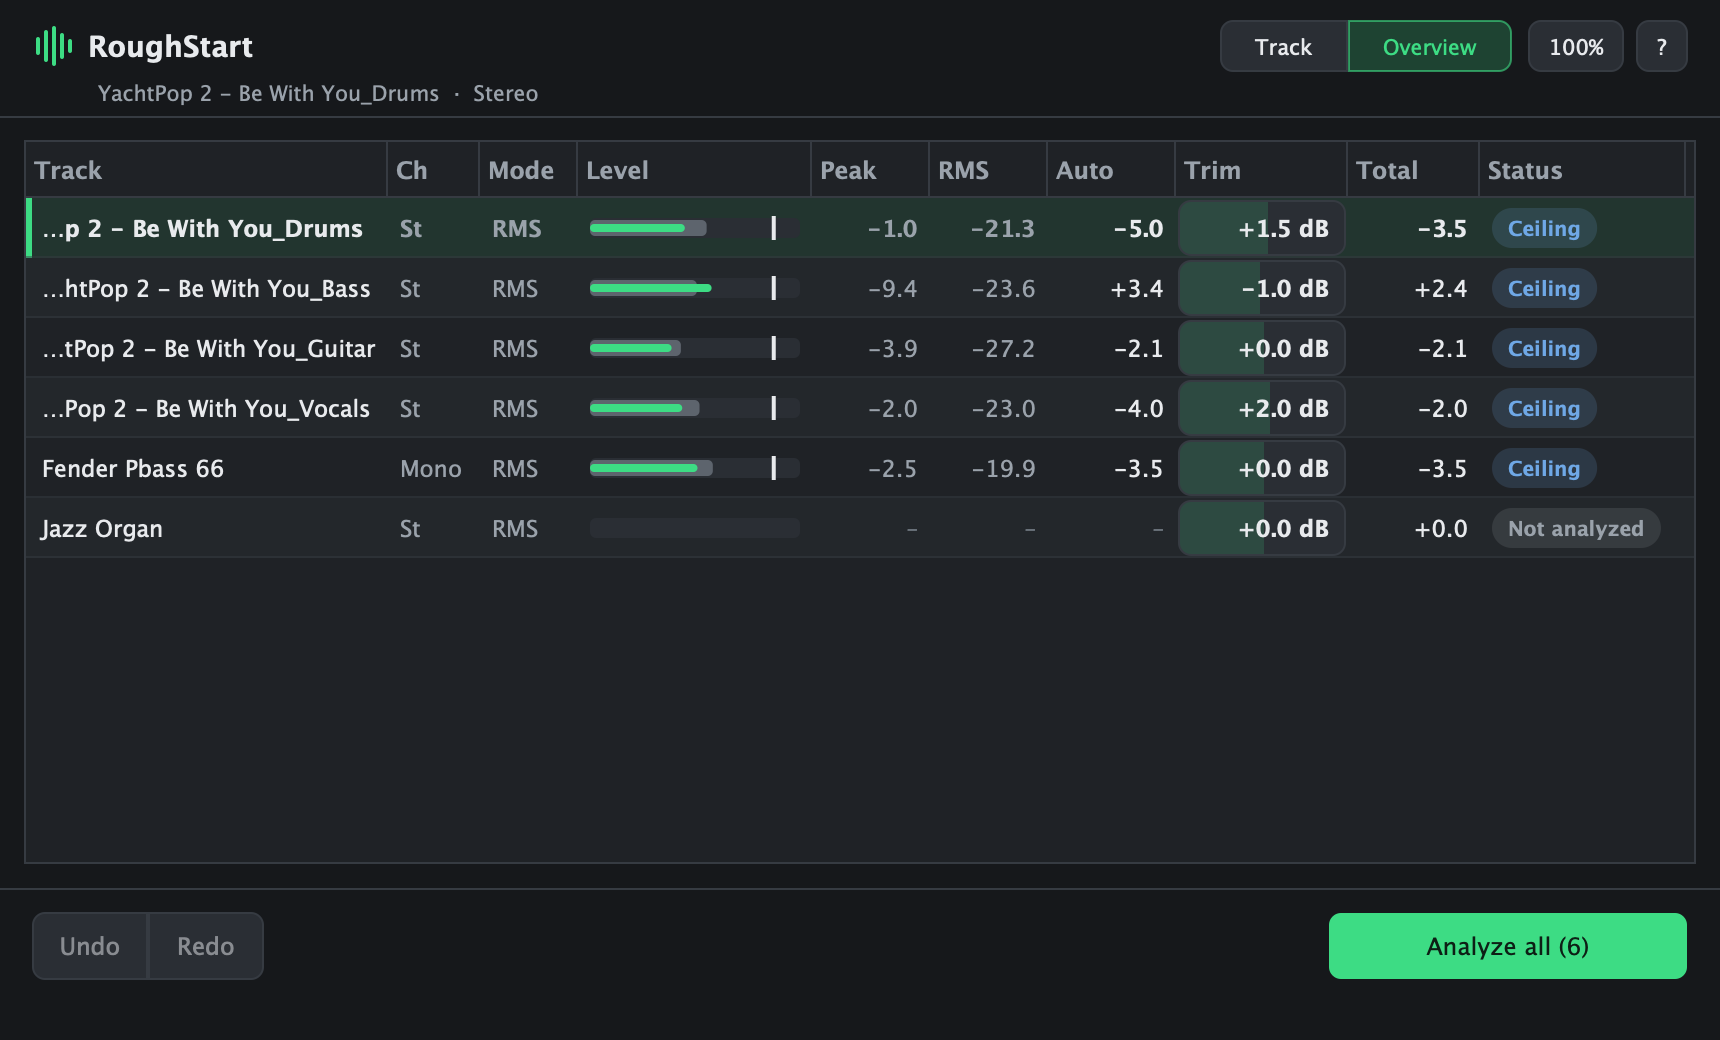 RoughStart
Track Overview 100% ?
YachtPop 2 – Be With You_Drums · Stereo
Track Ch Mode Level Peak RMS Auto Trim Total Status
...p 2 – Be With You_Drums St RMS –1.0 –21.3 –5.0 +1.5 dB –3.5 Ceiling
...htPop 2 – Be With You_Bass St RMS –9.4 –23.6 +3.4 –1.0 dB +2.4 Ceiling
...tPop 2 – Be With You_Guitar St RMS –3.9 –27.2 –2.1 +0.0 dB –2.1 Ceiling
...Pop 2 – Be With You_Vocals St RMS –2.0 –23.0 –4.0 +2.0 dB –2.0 Ceiling
Fender Pbass 66 Mono RMS –2.5 –19.9 –3.5 +0.0 dB –3.5 Ceiling
Jazz Organ St RMS – – – +0.0 dB +0.0 Not analyzed
Undo Redo Analyze all (6)